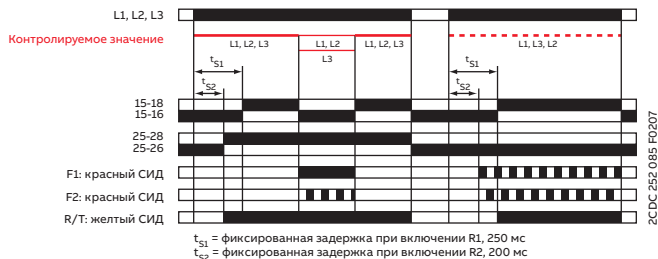 L1, L2, L3
Контролируемое значение
L1, L2, L3
L1, L2
L1, L2, L3
L1, L3, L2
L3
tS1
tS1
tS2
tS2
15-18
15-16
25-28
25-26
F1: красный СИД
F2: красный СИД
R/T: желтый СИД
tS1 = фиксированная задержка при включении R1, 250 мс
tS2 = фиксированная задержка при включении R2, 200 мс
2CDC 252 085 F0207